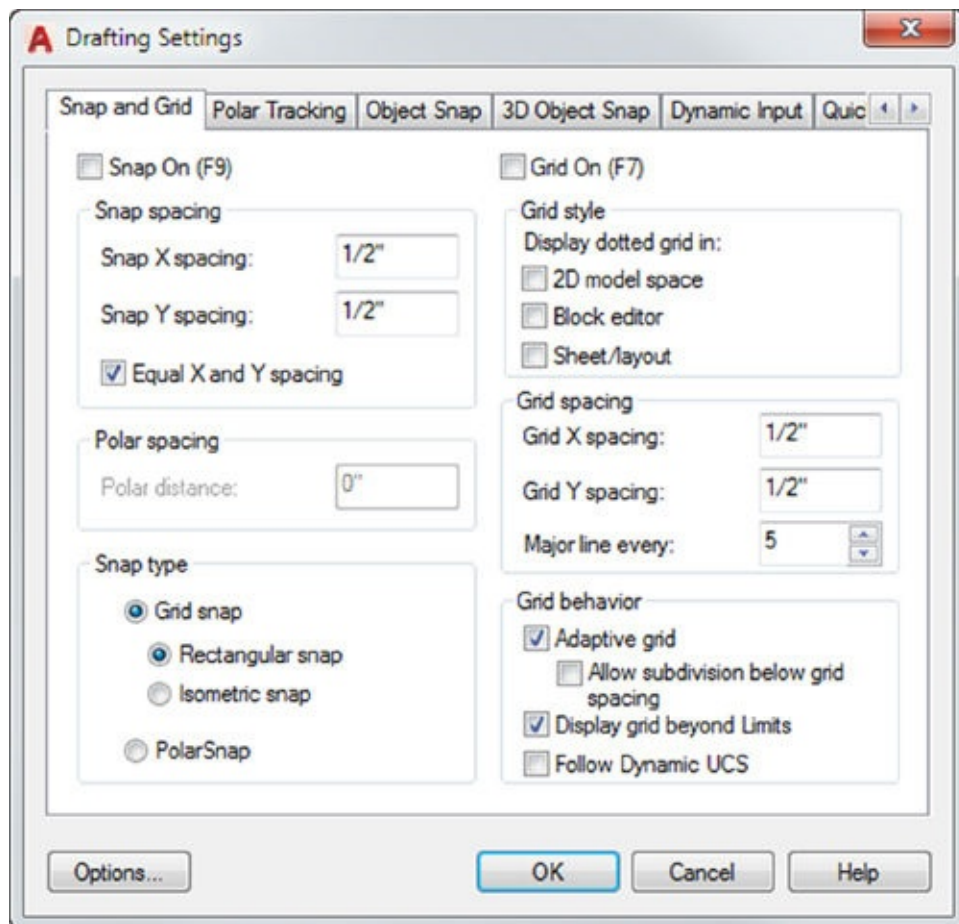 A Drafting Settings
x
Snap and Grid Polar Tracking Object Snap 3D Object Snap Dynamic Input Quic
Snap On (F9)
Snap spacing
Snap X spacing: 1/2"
Snap Y spacing: 1/2"
Equal X and Y spacing
Polar spacing
Polar distance: 0"
Snap type
Grid snap
Rectangular snap
Isometric snap
PolarSnap
Grid On (F7)
Grid style
Display dotted grid in:
2D model space
Block editor
Sheet/layout
Grid spacing
Grid X spacing: 1/2"
Grid Y spacing: 1/2"
Major line every: 5
Grid behavior
Adaptive grid
Allow subdivision below grid
spacing
Display grid beyond Limits
Follow Dynamic UCS
Options... OK Cancel Help